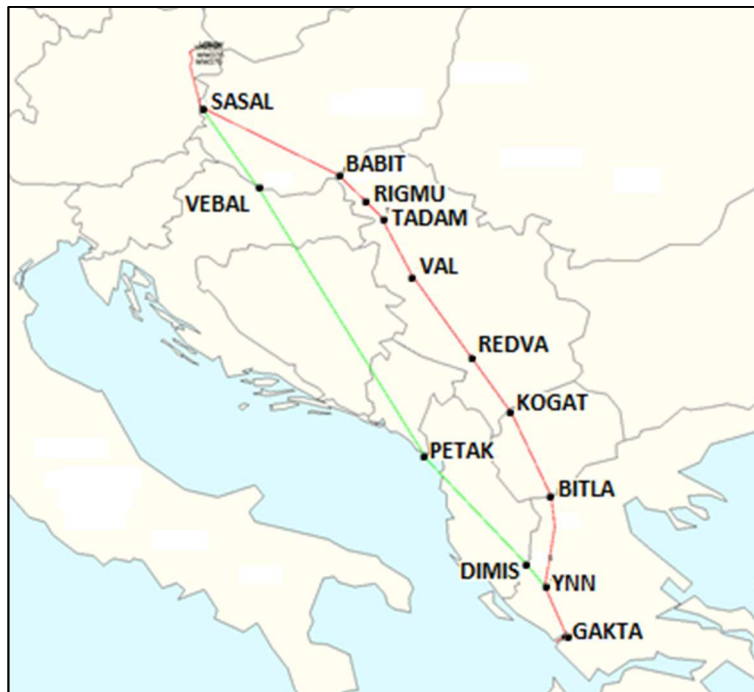 SASAL
BABIT
RIGMU
VEBAL
TADAM
VAL
REDVA
KOGAT
PETAK
BITLA
DIMIS
YNN
GAKTA